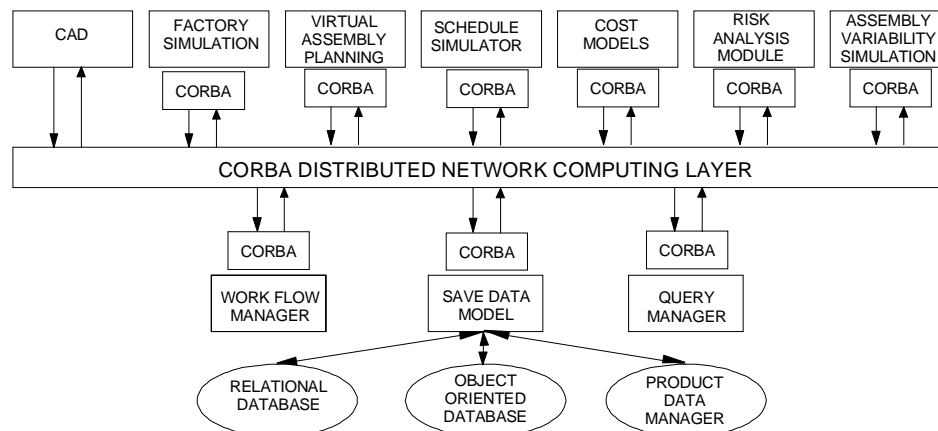 CAD
FACTORY
SIMULATION
VIRTUAL
ASSEMBLY
PLANNING
SCHEDULE
SIMULATOR
COST
MODELS
RISK
ANALYSIS
MODULE
ASSEMBLY
VARIABILITY
SIMULATION
CORBA
CORBA
CORBA
CORBA
CORBA
CORBA
CORBA DISTRIBUTED NETWORK COMPUTING LAYER
CORBA
CORBA
CORBA
WORK FLOW
MANAGER
SAVE DATA
MODEL
QUERY
MANAGER
RELATIONAL
DATABASE
OBJECT
ORIENTED
DATABASE
PRODUCT
DATA
MANAGER